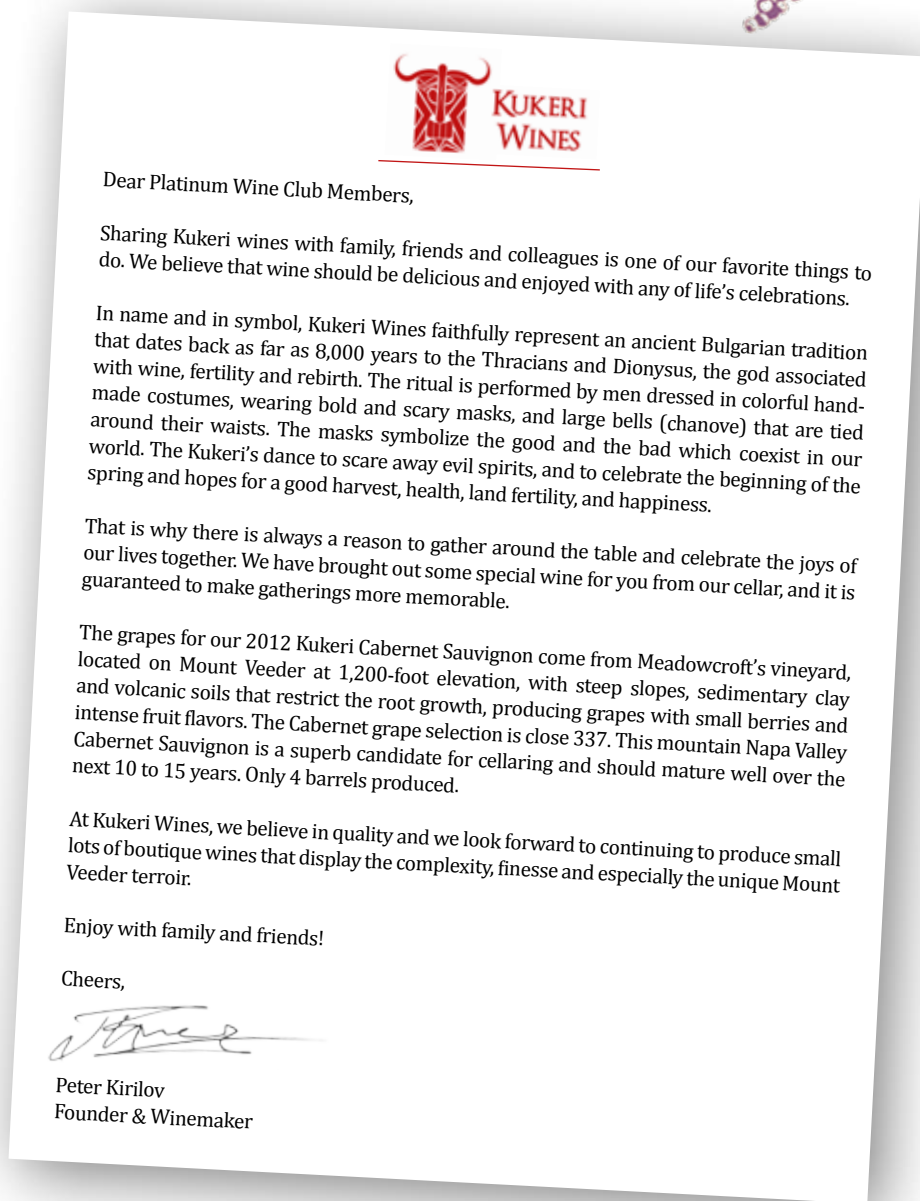 KUKERI
WINES
Dear Platinum Wine Club Members,
Sharing Kukeri wines with family, friends and colleagues is one of our favorite things to
do. We believe that wine should be delicious and enjoyed with any of life's celebrations.
In name and in symbol, Kukeri Wines faithfully represent an ancient Bulgarian tradition
that dates back as far as 8,000 years to the Thracians and Dionysus, the god associated
with wine, fertility and rebirth. The ritual is performed by men dressed in colorful hand-
made costumes, wearing bold and scary masks, and large bells (chanove) that are tied
around their waists. The masks symbolize the good and the bad which coexist in our
world. The Kukeri's dance to scare away evil spirits, and to celebrate the beginning of the
spring and hopes for a good harvest, health, land fertility, and happiness.
That is why there is always a reason to gather around the table and celebrate the joys of
our lives together. We have brought out some special wine for you from our cellar, and it is
guaranteed to make gatherings more memorable.
The grapes for our 2012 Kukeri Cabernet Sauvignon come from Meadowcroft's vineyard,
located on Mount Veeder at 1,200-foot elevation, with steep slopes, sedimentary clay
and volcanic soils that restrict the root growth, producing grapes with small berries and
intense fruit flavors. The Cabernet grape selection is close 337. This mountain Napa Valley
Cabernet Sauvignon is a superb candidate for cellaring and should mature well over the
next 10 to 15 years. Only 4 barrels produced.
At Kukeri Wines, we believe in quality and we look forward to continuing to produce small
lots of boutique wines that display the complexity, finesse and especially the unique Mount
Veeder terroir.
Enjoy with family and friends!
Cheers,
Peter Kirilov
Founder & Winemaker